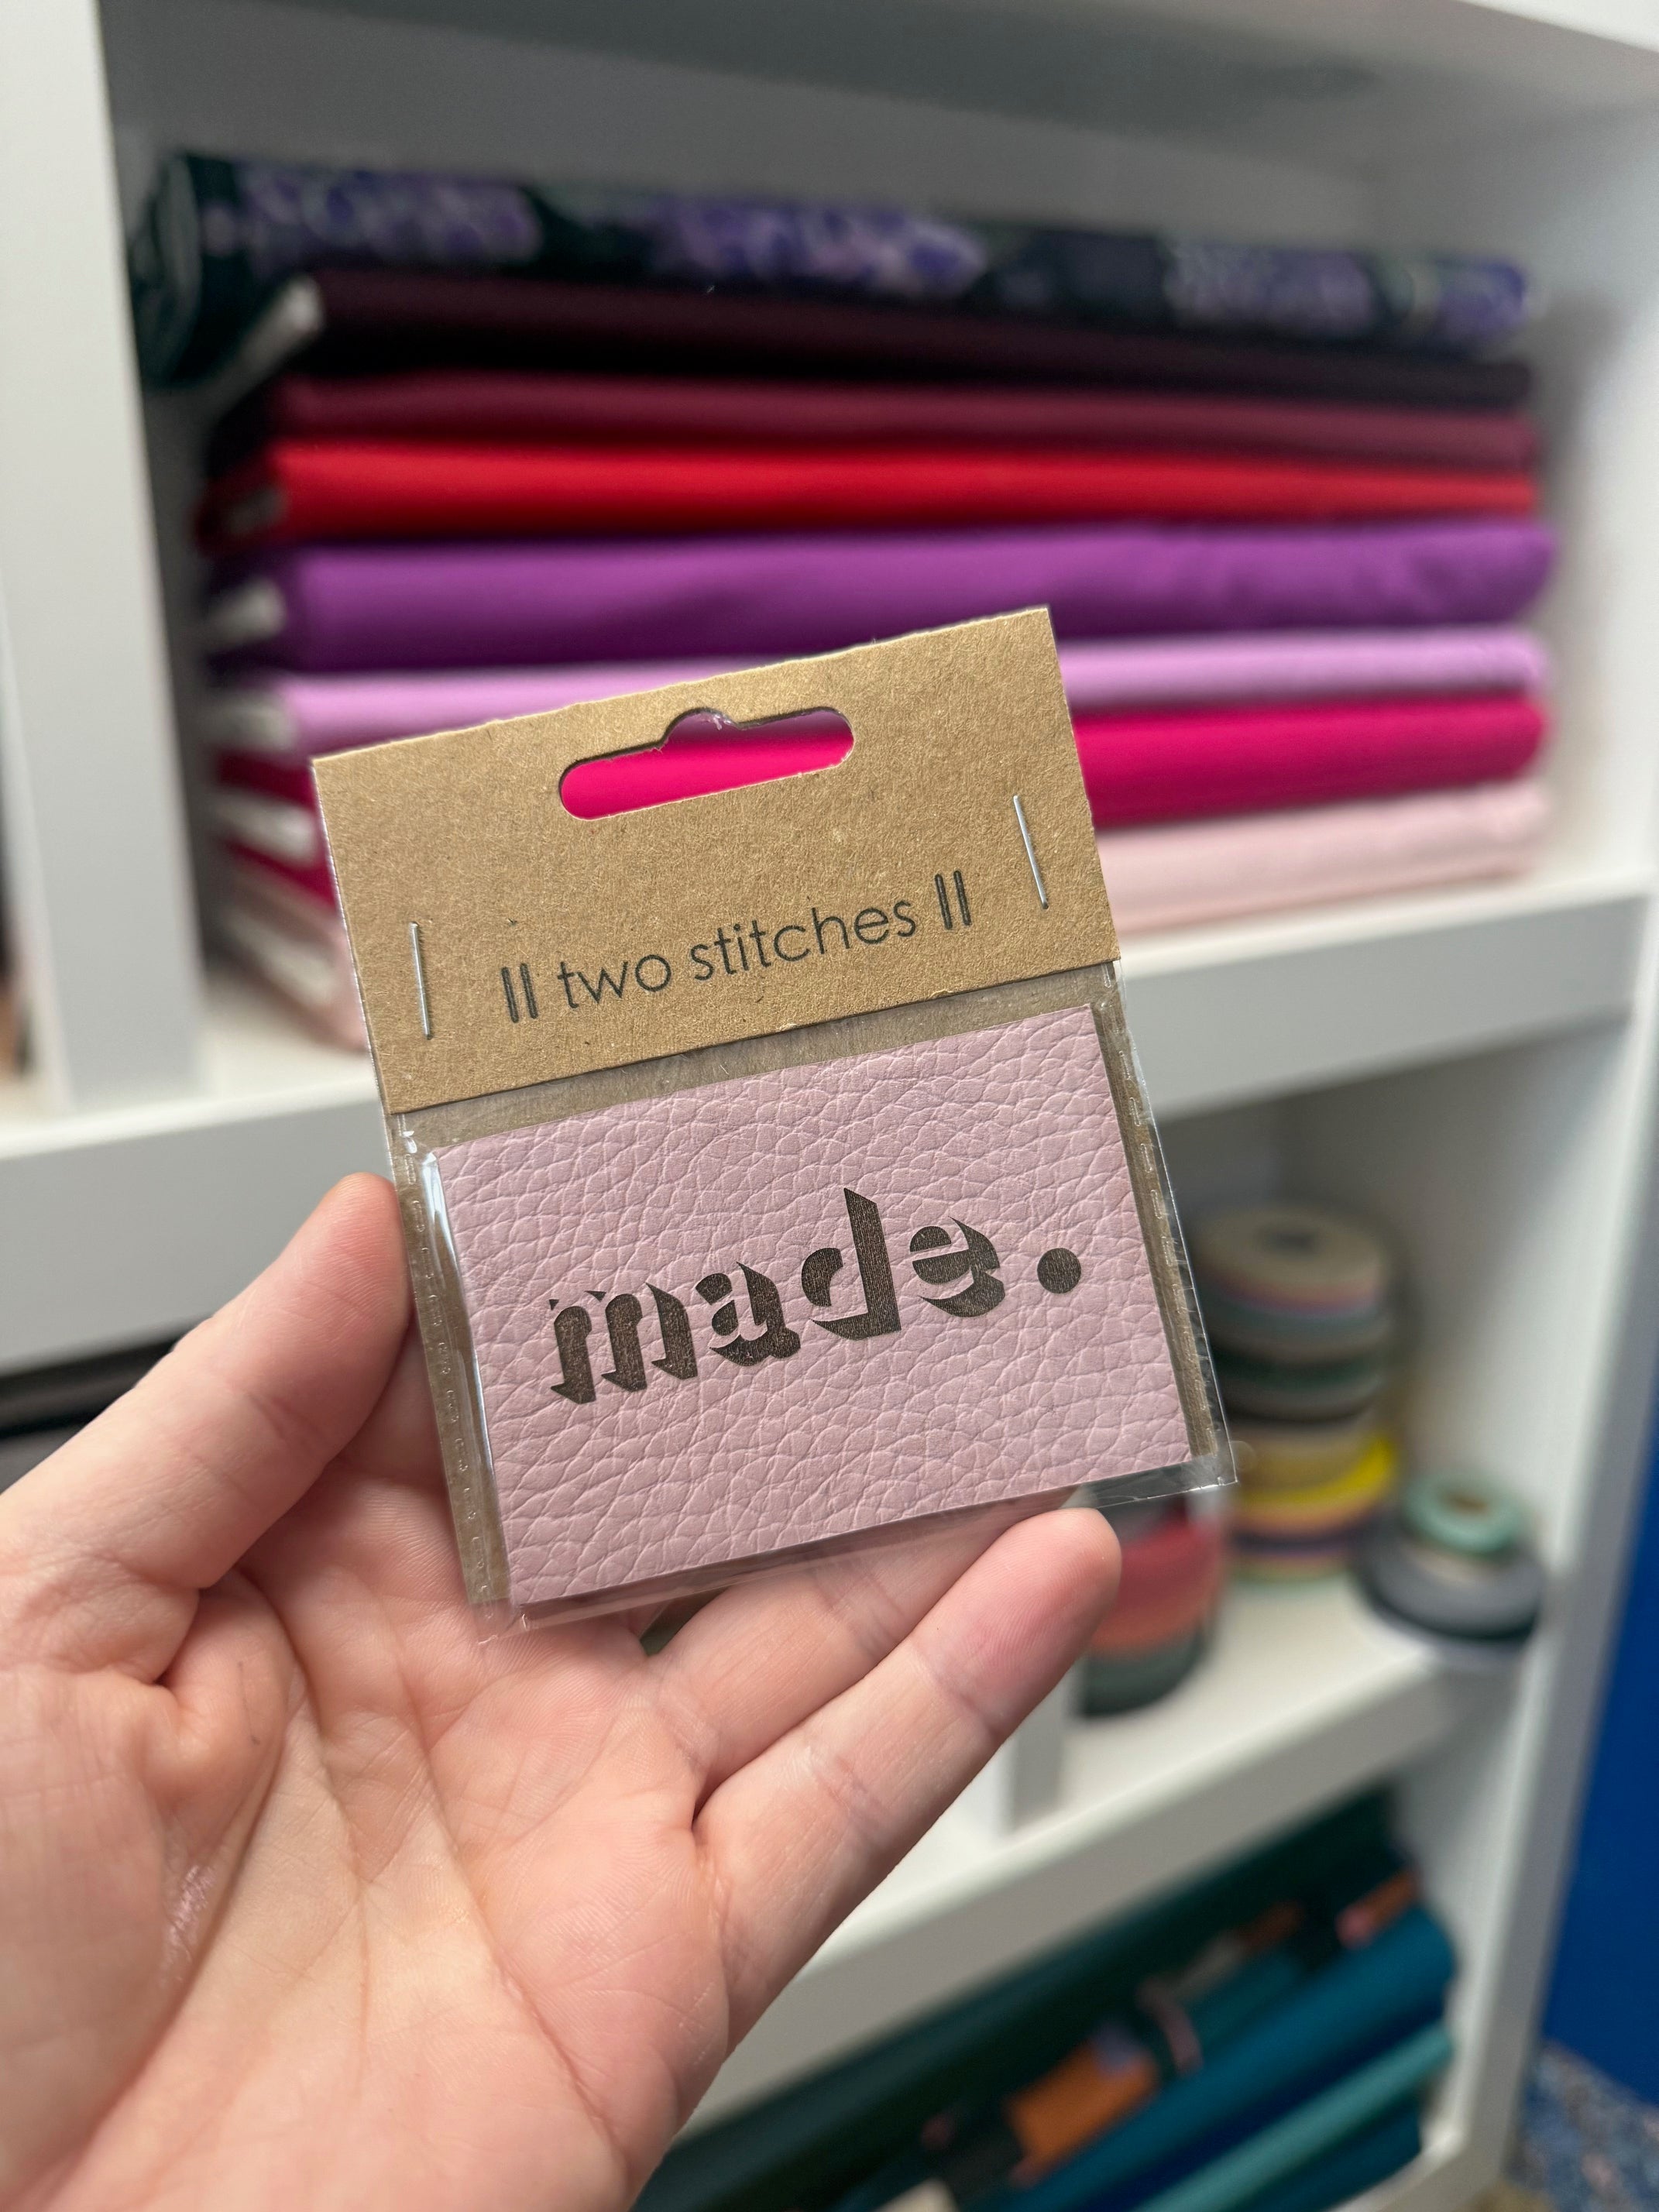 || two stitches ||
made.